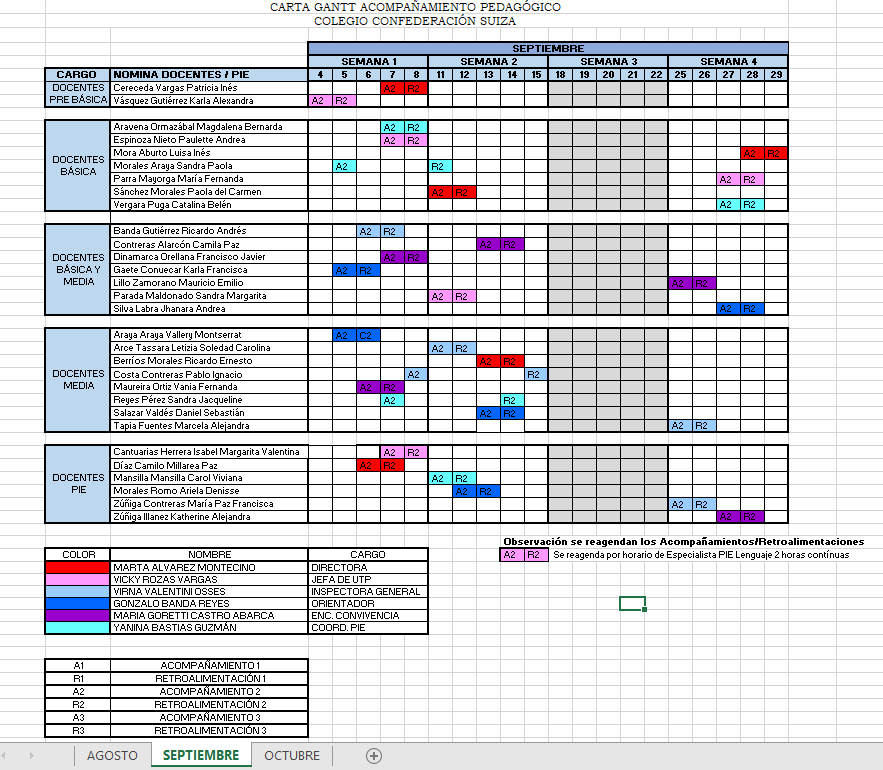 CARTA GANTT ACOMPAÑAMIENTO PEDAGÓGICO
COLEGIO CONFEDERACIÓN SUIZA
SEPTIEMBRE
SEMANA 1 SEMANA 2 SEMANA 3 SEMANA 4
CARGO NOMINA DOCENTES / PIE 4 5 6 7 8 11 12 13 14 15 18 19 20 21 22 25 26 27 28 29
DOCENTES PRE BÁSICA
Cereceda Vargas Patricia Inés A2 R2
Vásquez Gutiérrez Karla Alexandra A2 R2
DOCENTES BÁSICA
Aravena Ormazábal Magdalena Bernarda A2 R2
Espinoza Nieto Paulette Andrea A2 R2
Mora Aburto Luisa Inés A2 R2
Morales Araya Sandra Paola A2 R2
Parra Mayorga María Fernanda A2 R2
Sánchez Morales Paola del Carmen A2 R2
Vergara Puga Catalina Belén A2 R2
DOCENTES BÁSICA Y MEDIA
Banda Gutiérrez Ricardo Andrés A2 R2
Contreras Alarcón Camila Paz A2 R2
Dinamarca Orellana Francisco Javier A2 R2
Gaete Conuecar Karla Francisca A2 R2
Lillo Zamorano Mauricio Emilio A2 R2
Parada Maldonado Sandra Margarita A2 R2
Silva Labra Jhanara Andrea A2 R2
DOCENTES MEDIA
Araya Araya Vallery Montserrat A2 C2
Arce Tassara Letizia Soledad Carolina A2 R2
Berríos Morales Ricardo Ernesto A2 R2
Costa Contreras Pablo Ignacio A2 R2
Maureira Ortiz Vania Fernanda A2 R2
Reyes Pérez Sandra Jacqueline A2 R2
Salazar Valdés Daniel Sebastián A2 R2
Tapia Fuentes Marcela Alejandra A2 R2
DOCENTES PIE
Cantuarias Herrera Isabel Margarita Valentina A2 R2
Díaz Camilo Millarea Paz A2 R2
Mansilla Mansilla Carol Viviana A2 R2
Morales Romo Ariela Denisse A2 R2
Zúñiga Contreras María Paz Francisca A2 R2
Zúñiga Illanez Katherine Alejandra A2 R2
Observación se reagendan los Acompañamientos/Retroalimentaciones
A2 R2 Se reagenda por horario de Especialista PIE Lenguaje 2 horas contínuas
COLOR NOMBRE CARGO
MARTA ALVAREZ MONTECINO DIRECTORA
VICKY ROZAS VARGAS JEFA DE UTP
VIRNA VALENTINI OSSES INSPECTORA GENERAL
GONZALO BANDA REYES ORIENTADOR
MARIA GORETTI CASTRO ABARCA ENC. CONVIVENCIA
YANINA BASTIAS GUZMÁN COORD. PIE
A1 ACOMPAÑAMIENTO 1
R1 RETROALIMENTACIÓN 1
A2 ACOMPAÑAMIENTO 2
R2 RETROALIMENTACIÓN 2
A3 ACOMPAÑAMIENTO 3
R3 RETROALIMENTACIÓN 3
AGOSTO SEPTIEMBRE OCTUBRE